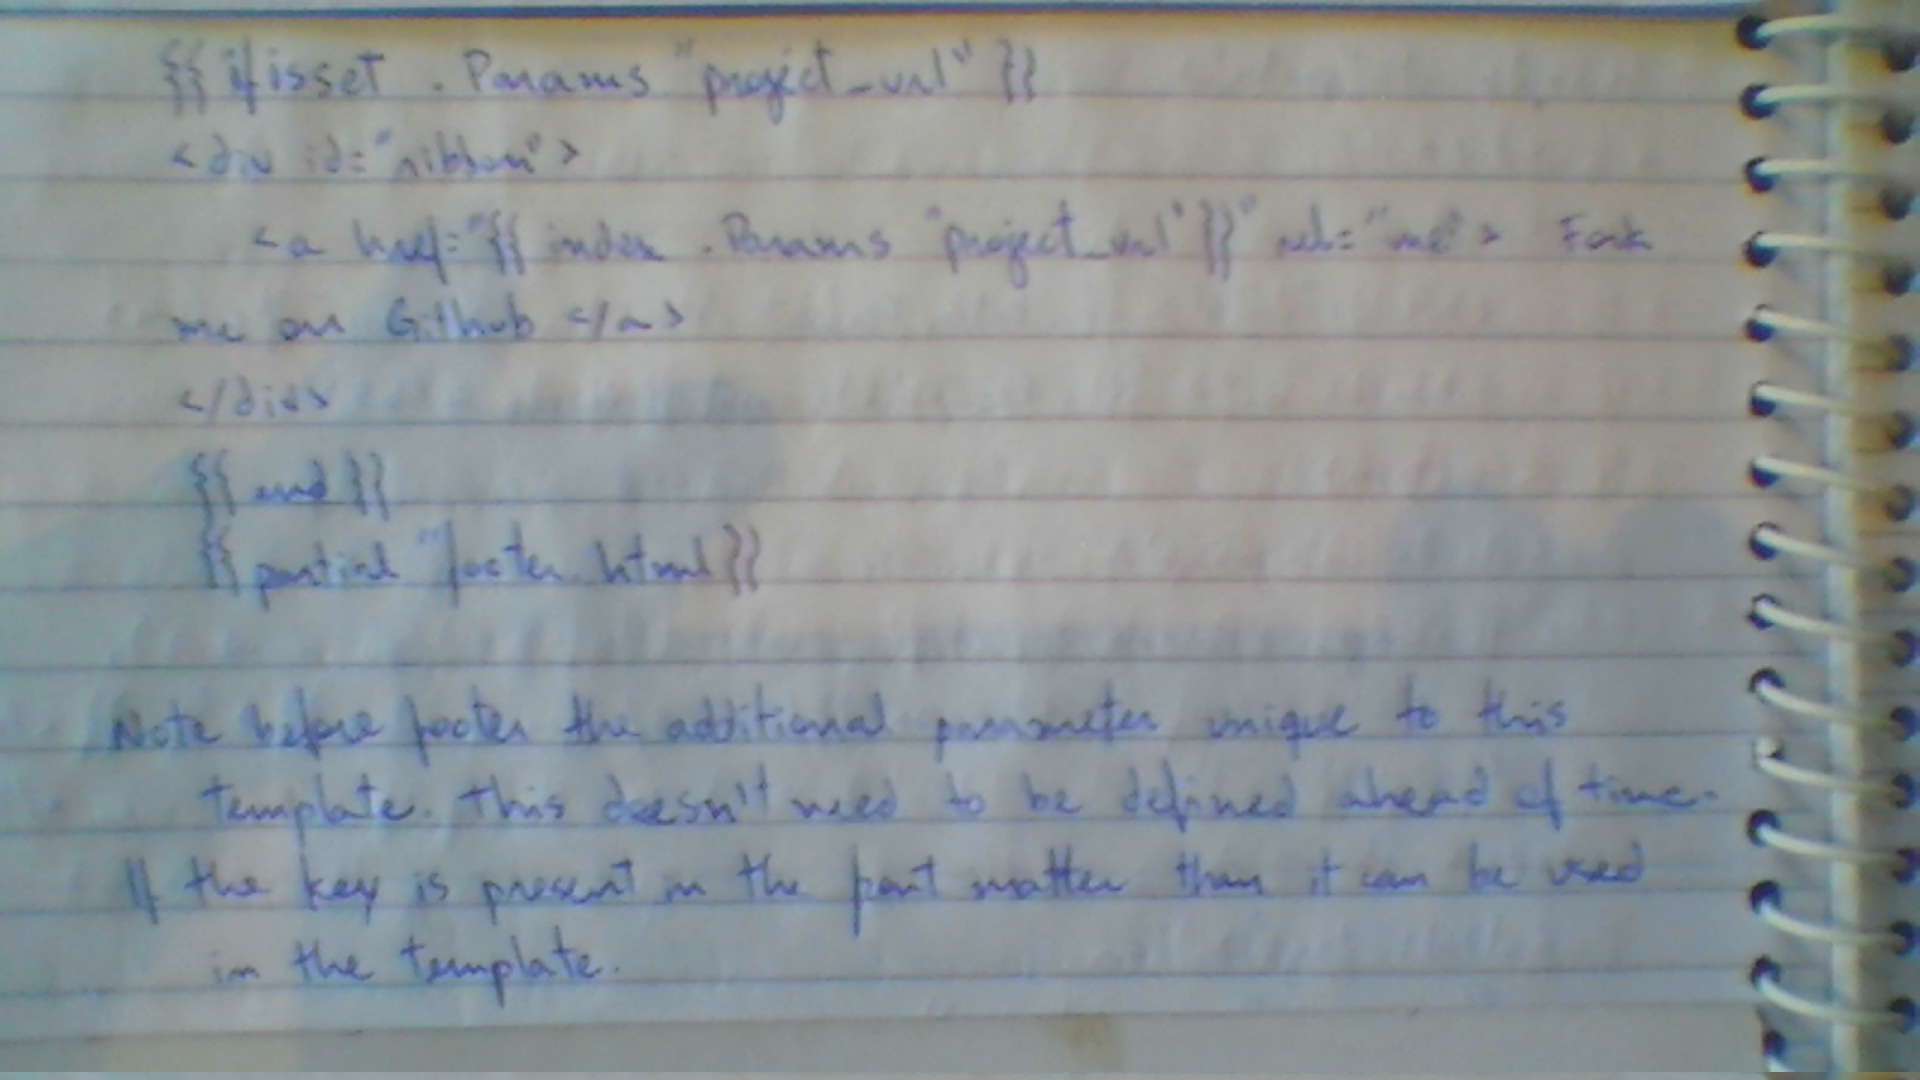 {{ if isset .Params "project_url" }}
<div id="ribbon">
<a href="{{ index .Params "project_url" }}" rel="me"> Fork
me on Github </a>
</div>
{{ end }}
{{ partial "footer.html }}
Note before footer the additional parameter unique to this
template. This doesn't need to be defined ahead of time.
If the key is present in the font matter than it can be used
in the template.